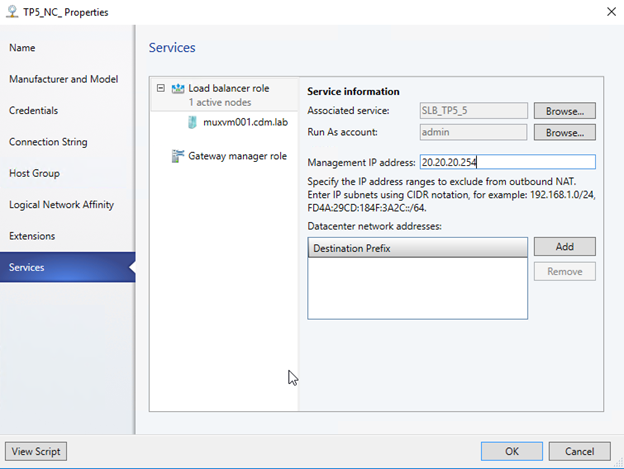 TP5_NC_ Properties
Name
Manufacturer and Model
Credentials
Connection String
Host Group
Logical Network Affinity
Extensions
Services
Services
Load balancer role
1 active nodes
muxvm001.cdm.lab
Gateway manager role
Service information
Associated service: SLB_TP5_5 Browse...
Run As account: admin Browse...
Management IP address: 20.20.20.254
Specify the IP address ranges to exclude from outbound NAT.
Enter IP subnets using CIDR notation, for example: 192.168.1.0/24,
FD4A:29CD:184F:3A2C::/64.
Datacenter network addresses:
Destination Prefix
Add
Remove
View Script
OK
Cancel